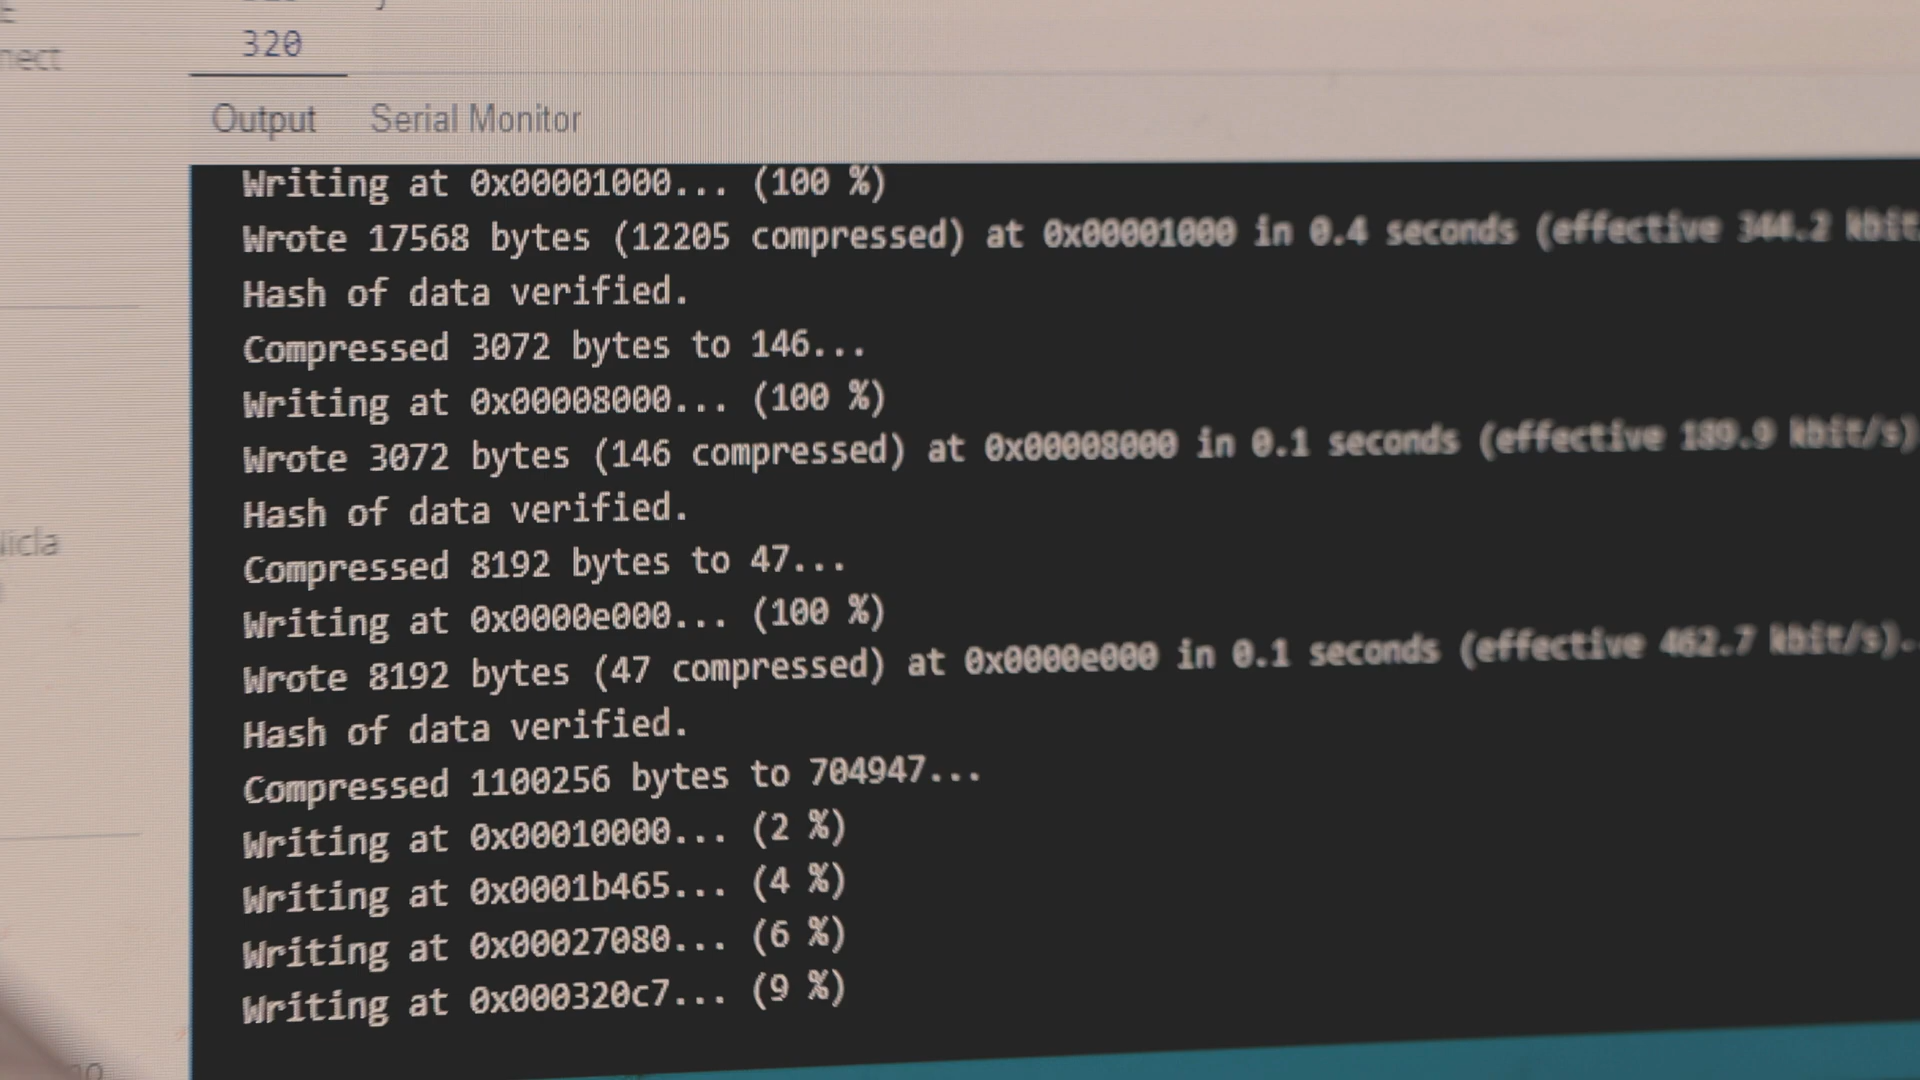 320
Output Serial Monitor
Writing at 0x00001000... (100 %)
Wrote 17568 bytes (12205 compressed) at 0x00001000 in 0.4 seconds (effective 344.2 kbit
Hash of data verified.
Compressed 3072 bytes to 146...
Writing at 0x00008000... (100 %)
Wrote 3072 bytes (146 compressed) at 0x00008000 in 0.1 seconds (effective 189.9 kbit/s)
Hash of data verified.
Compressed 8192 bytes to 47...
Writing at 0x0000e000... (100 %)
Wrote 8192 bytes (47 compressed) at 0x0000e000 in 0.1 seconds (effective 462.7 kbit/s)..
Hash of data verified.
Compressed 1100256 bytes to 704947...
Writing at 0x00010000... (2 %)
Writing at 0x0001b465... (4 %)
Writing at 0x00027080... (6 %)
Writing at 0x000320c7... (9 %)